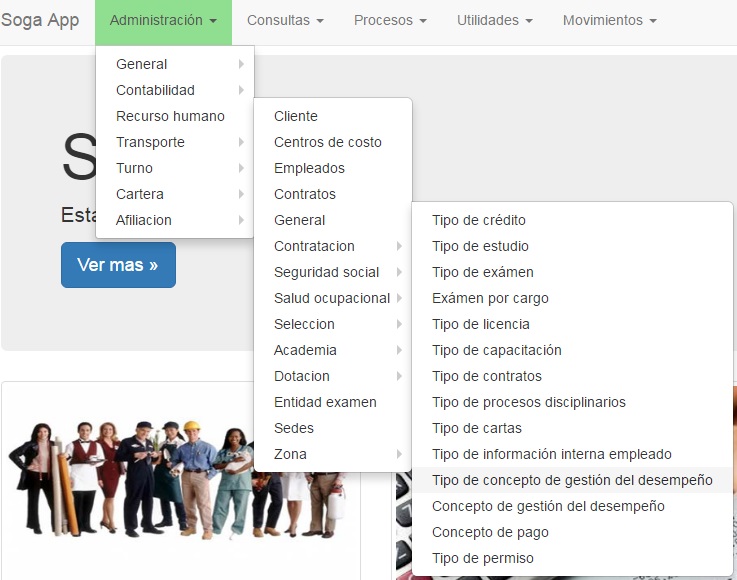 Soga App Administración Consultas Procesos Utilidades Movimientos
General
Contabilidad
Recurso humano
Transporte
Turno
Cartera
Afiliacion
Cliente
Centros de costo
Empleados
Contratos
General
Contratacion
Seguridad social
Salud ocupacional
Seleccion
Academia
Dotacion
Entidad examen
Sedes
Zona
Tipo de crédito
Tipo de estudio
Tipo de exámen
Exámen por cargo
Tipo de licencia
Tipo de capacitación
Tipo de contratos
Tipo de procesos disciplinarios
Tipo de cartas
Tipo de información interna empleado
Tipo de concepto de gestión del desempeño
Concepto de gestión del desempeño
Concepto de pago
Tipo de permiso
Ver mas »